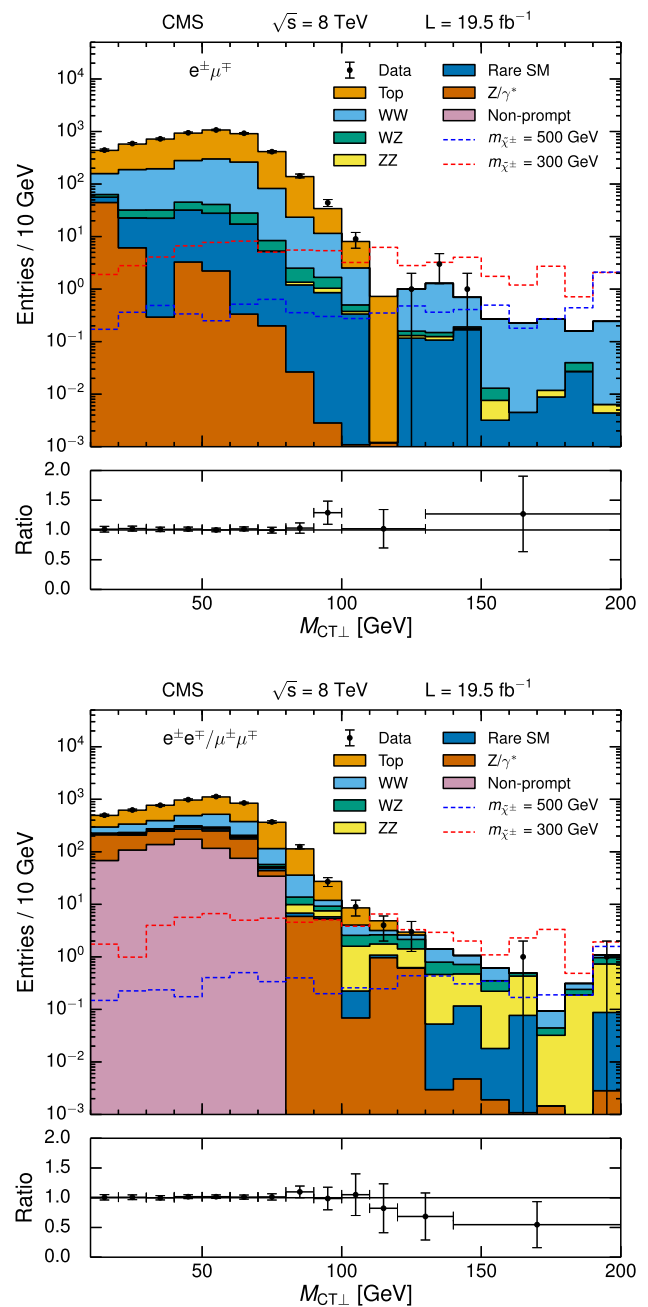 CMS √s = 8 TeV L = 19.5 fb⁻¹
e±μ∓
Data
Top
WW
WZ
ZZ
Rare SM
Z/γ*
Non-prompt
m_χ̃± = 500 GeV
m_χ̃± = 300 GeV
Entries / 10 GeV
10⁵
10⁴
10³
10²
10¹
10⁰
10⁻¹
10⁻²
10⁻³
Ratio
2.0
1.5
1.0
0.5
0.0
50 100 150 200
M_CT⊥ [GeV]
CMS √s = 8 TeV L = 19.5 fb⁻¹
e±e∓/μ±μ∓
Data
Top
WW
WZ
ZZ
Rare SM
Z/γ*
Non-prompt
m_χ̃± = 500 GeV
m_χ̃± = 300 GeV
Entries / 10 GeV
10⁴
10³
10²
10¹
10⁰
10⁻¹
10⁻²
10⁻³
Ratio
2.0
1.5
1.0
0.5
0.0
50 100 150 200
M_CT⊥ [GeV]